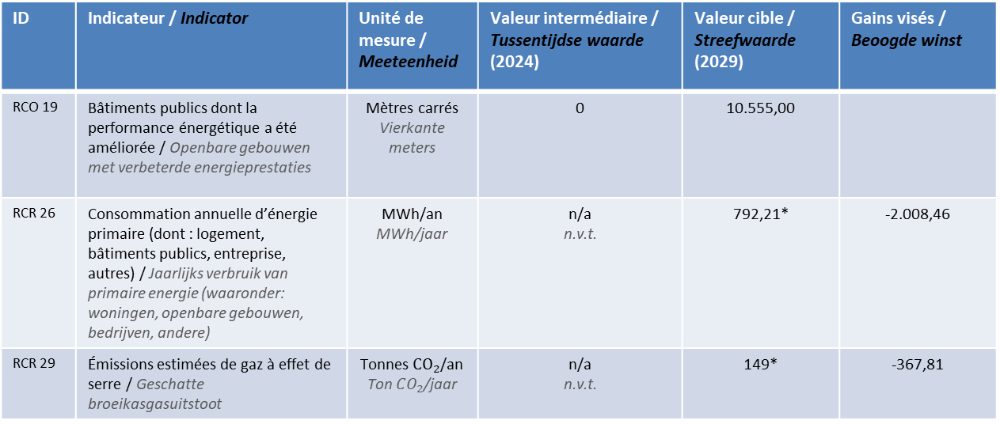 ID
Indicateur / Indicator
Unité de
mesure /
Meeteenheid
Valeur intermédiaire /
Tussentijdse waarde
(2024)
Valeur cible /
Streefwaarde
(2029)
Gains visés /
Beoogde winst
RCO 19
Bâtiments publics dont la
performance énergétique a été
améliorée / Openbare gebouwen
met verbeterde energieprestaties
Mètres carrés
Vierkante
meters
0
10.555,00
RCR 26
Consommation annuelle d’énergie
primaire (dont : logement,
bâtiments publics, entreprise,
autres) / Jaarlijks verbruik van
primaire energie (waaronder:
woningen, openbare gebouwen,
bedrijven, andere)
MWh/an
MWh/jaar
n/a
n.v.t.
792,21*
-2.008,46
RCR 29
Émissions estimées de gaz à effet de
serre / Geschatte
broeikasgasuitstoot
Tonnes CO₂/an
Ton CO₂/jaar
n/a
n.v.t.
149*
-367,81